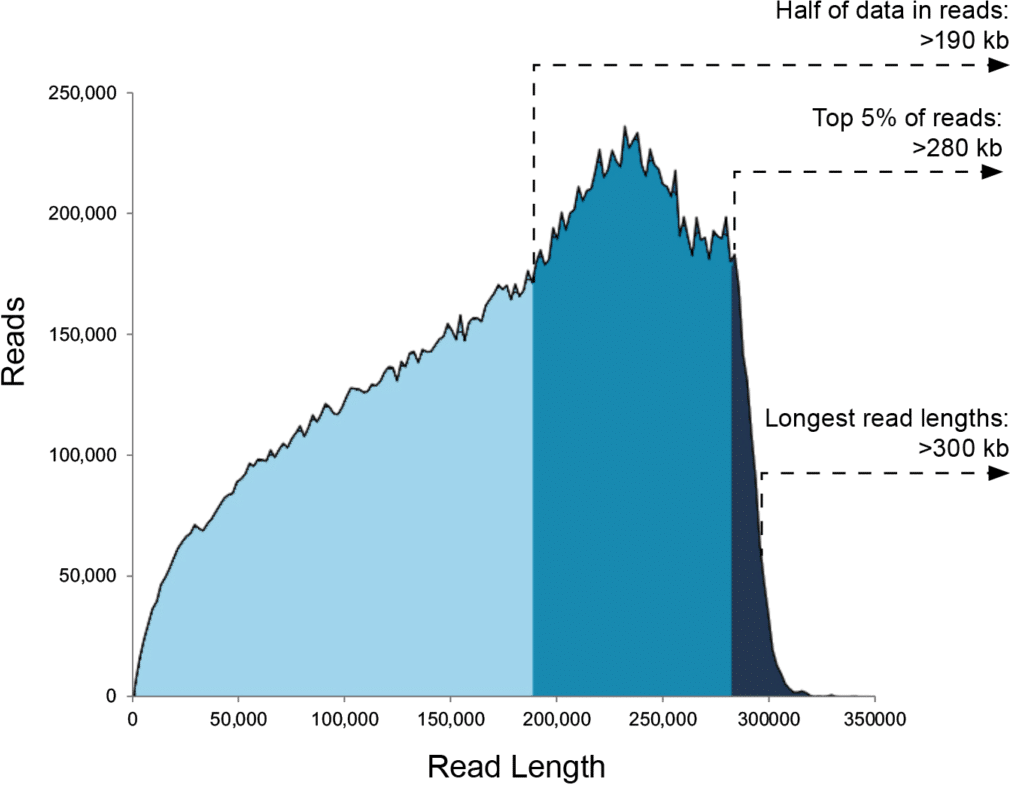 Half of data in reads:
>190 kb
Top 5% of reads:
>280 kb
Longest read lengths:
>300 kb
Reads
250,000
200,000
150,000
100,000
50,000
0
0
50,000
100,000
150,000
200,000
250,000
300000
350000
Read Length